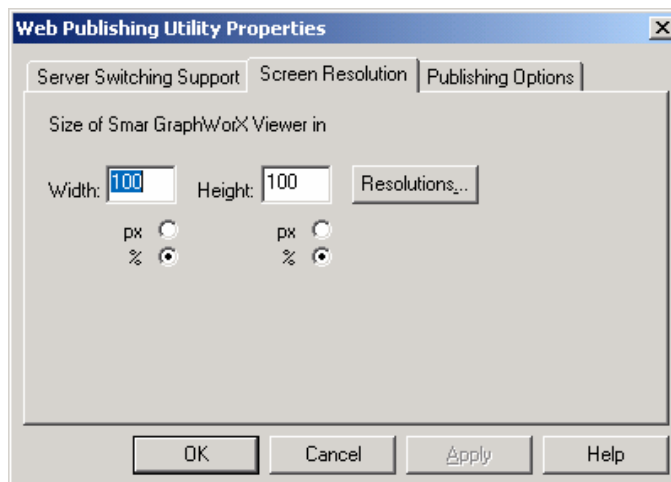 Web Publishing Utility Properties
Server Switching Support Screen Resolution Publishing Options
Size of Smar GraphWorX Viewer in
Width: 100 Height: 100 Resolutions...
px px
% %
OK Cancel Apply Help